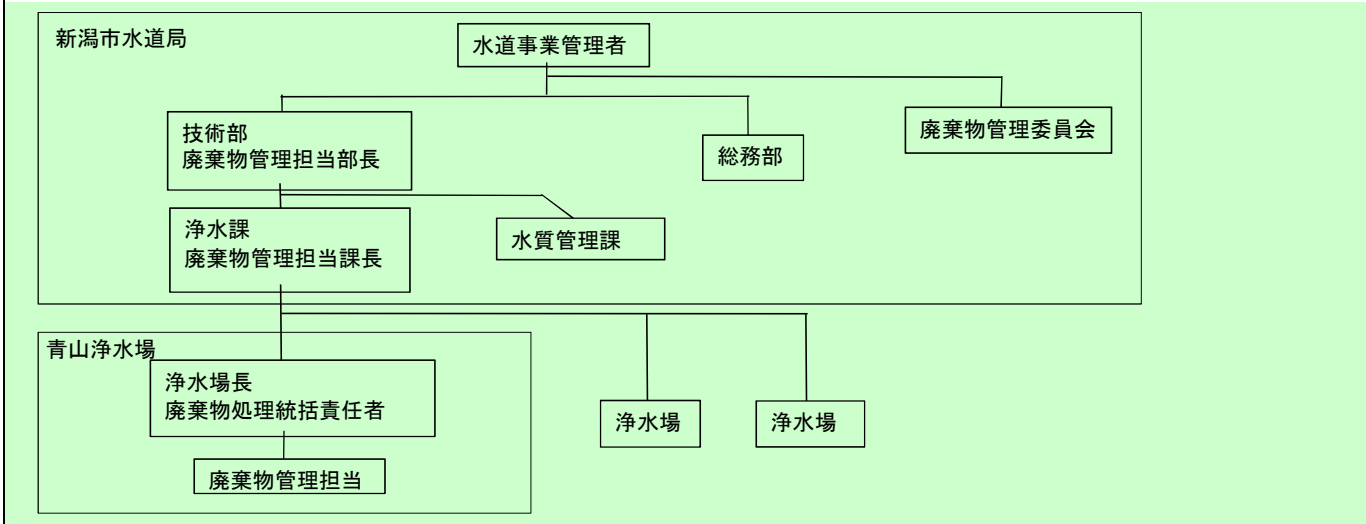 新潟市水道局
水道事業管理者
技術部
廃棄物管理担当部長
総務部
廃棄物管理委員会
浄水課
廃棄物管理担当課長
水質管理課
青山浄水場
浄水場長
廃棄物処理統括責任者
浄水場
浄水場
廃棄物管理担当